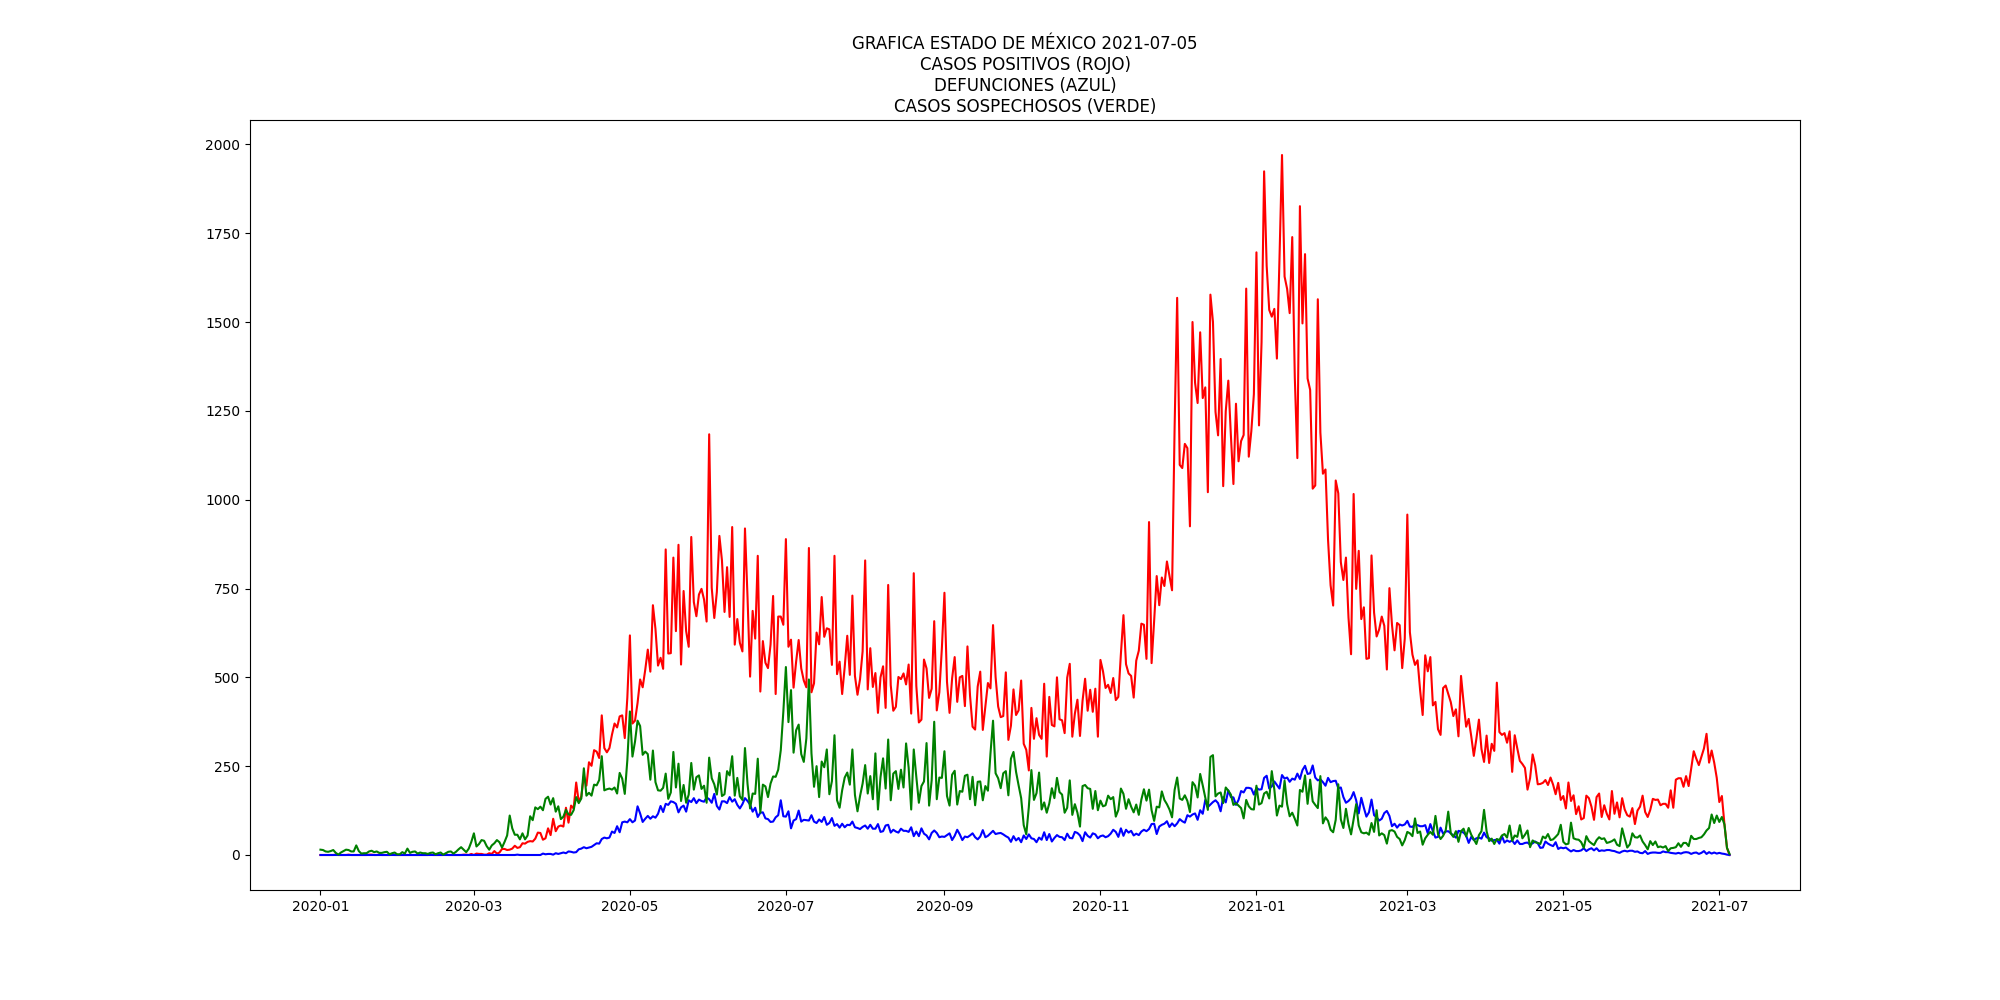 GRAFICA ESTADO DE MÉXICO 2021-07-05
CASOS POSITIVOS (ROJO)
DEFUNCIONES (AZUL)
CASOS SOSPECHOSOS (VERDE)
2000
1750
1500
1250
1000
750
500
250
0
2020-01 2020-03 2020-05 2020-07 2020-09 2020-11 2021-01 2021-03 2021-05 2021-07